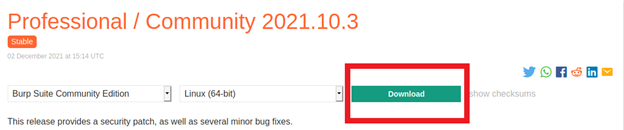 Professional / Community 2021.10.3
Stable
02 December 2021 at 15:14 UTC
Burp Suite Community Edition Linux (64-bit) Download show checksums
This release provides a security patch, as well as several minor bug fixes.